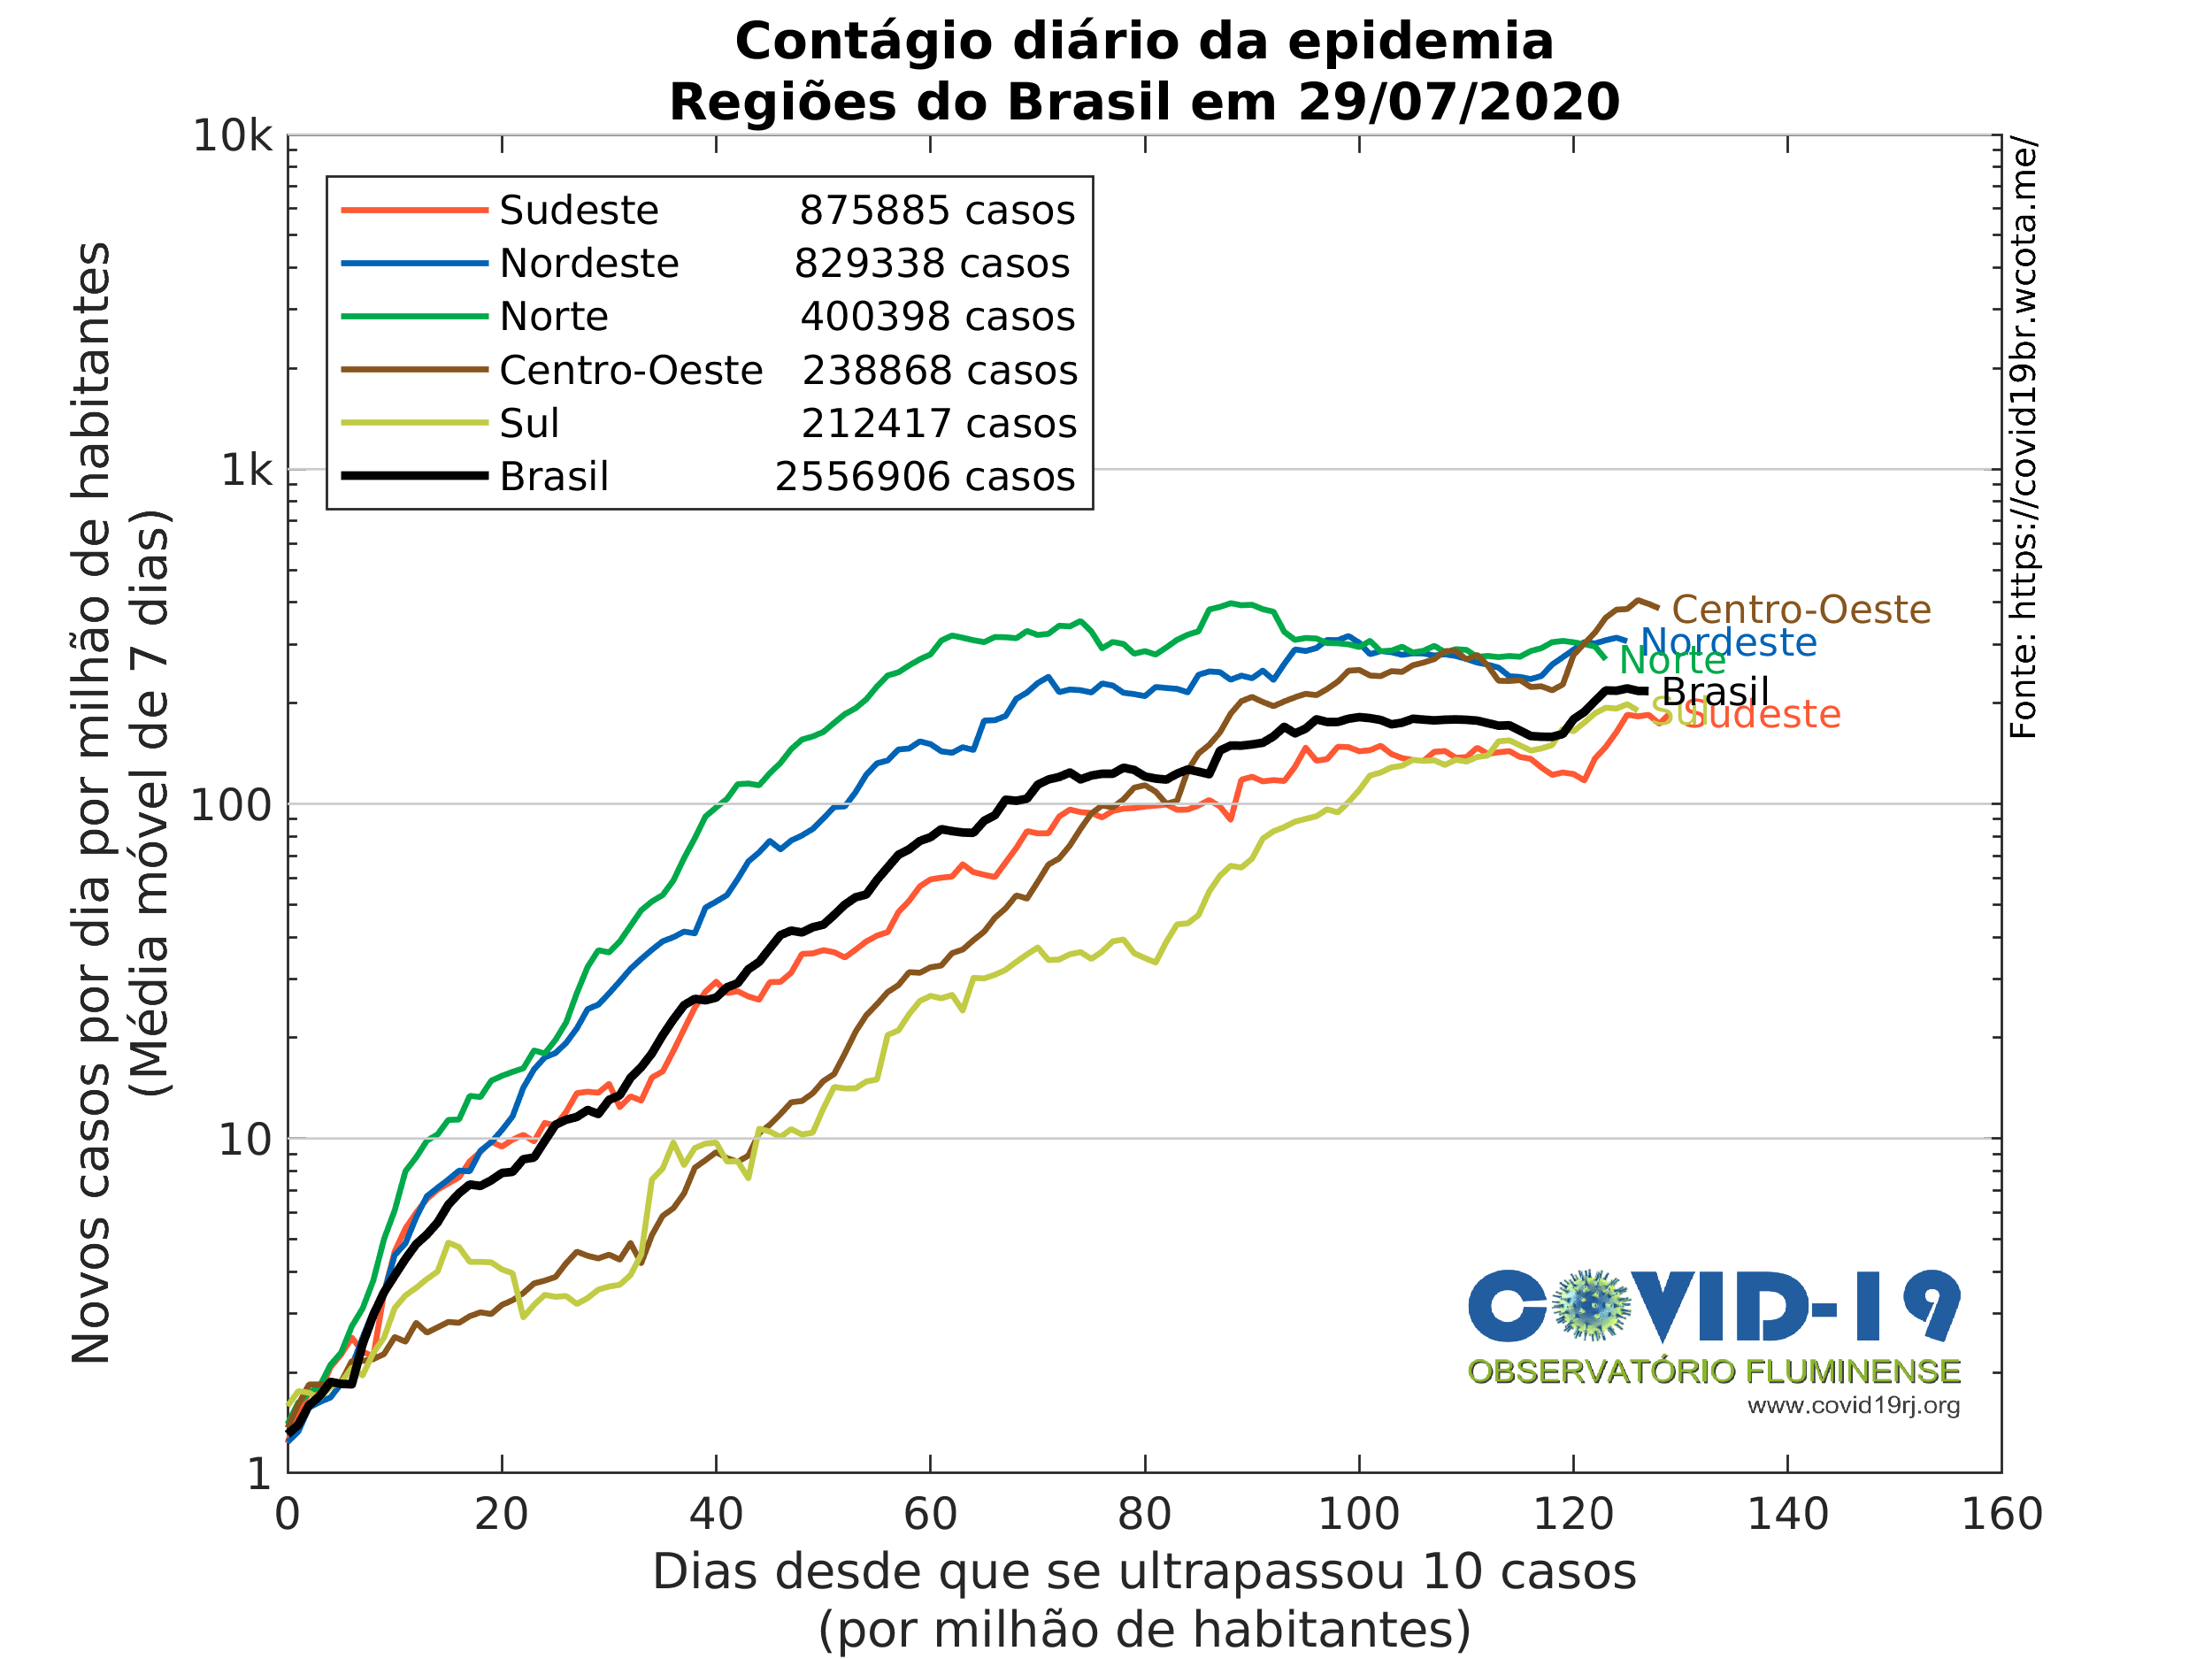 Contágio diário da epidemia
Regiões do Brasil em 29/07/2020
Novos casos por dia por milhão de habitantes
(Média móvel de 7 dias)
10k
1k
100
10
1
Sudeste 875885 casos
Nordeste 829338 casos
Norte 400398 casos
Centro-Oeste 238868 casos
Sul 212417 casos
Brasil 2556906 casos
Centro-Oeste
Nordeste
Norte
Brasil
Sul
Sudeste
Fonte: https://covid19br.wcota.me/
COVID-19
OBSERVATÓRIO FLUMINENSE
www.covid19rj.org
0 20 40 60 80 100 120 140 160
Dias desde que se ultrapassou 10 casos
(por milhão de habitantes)